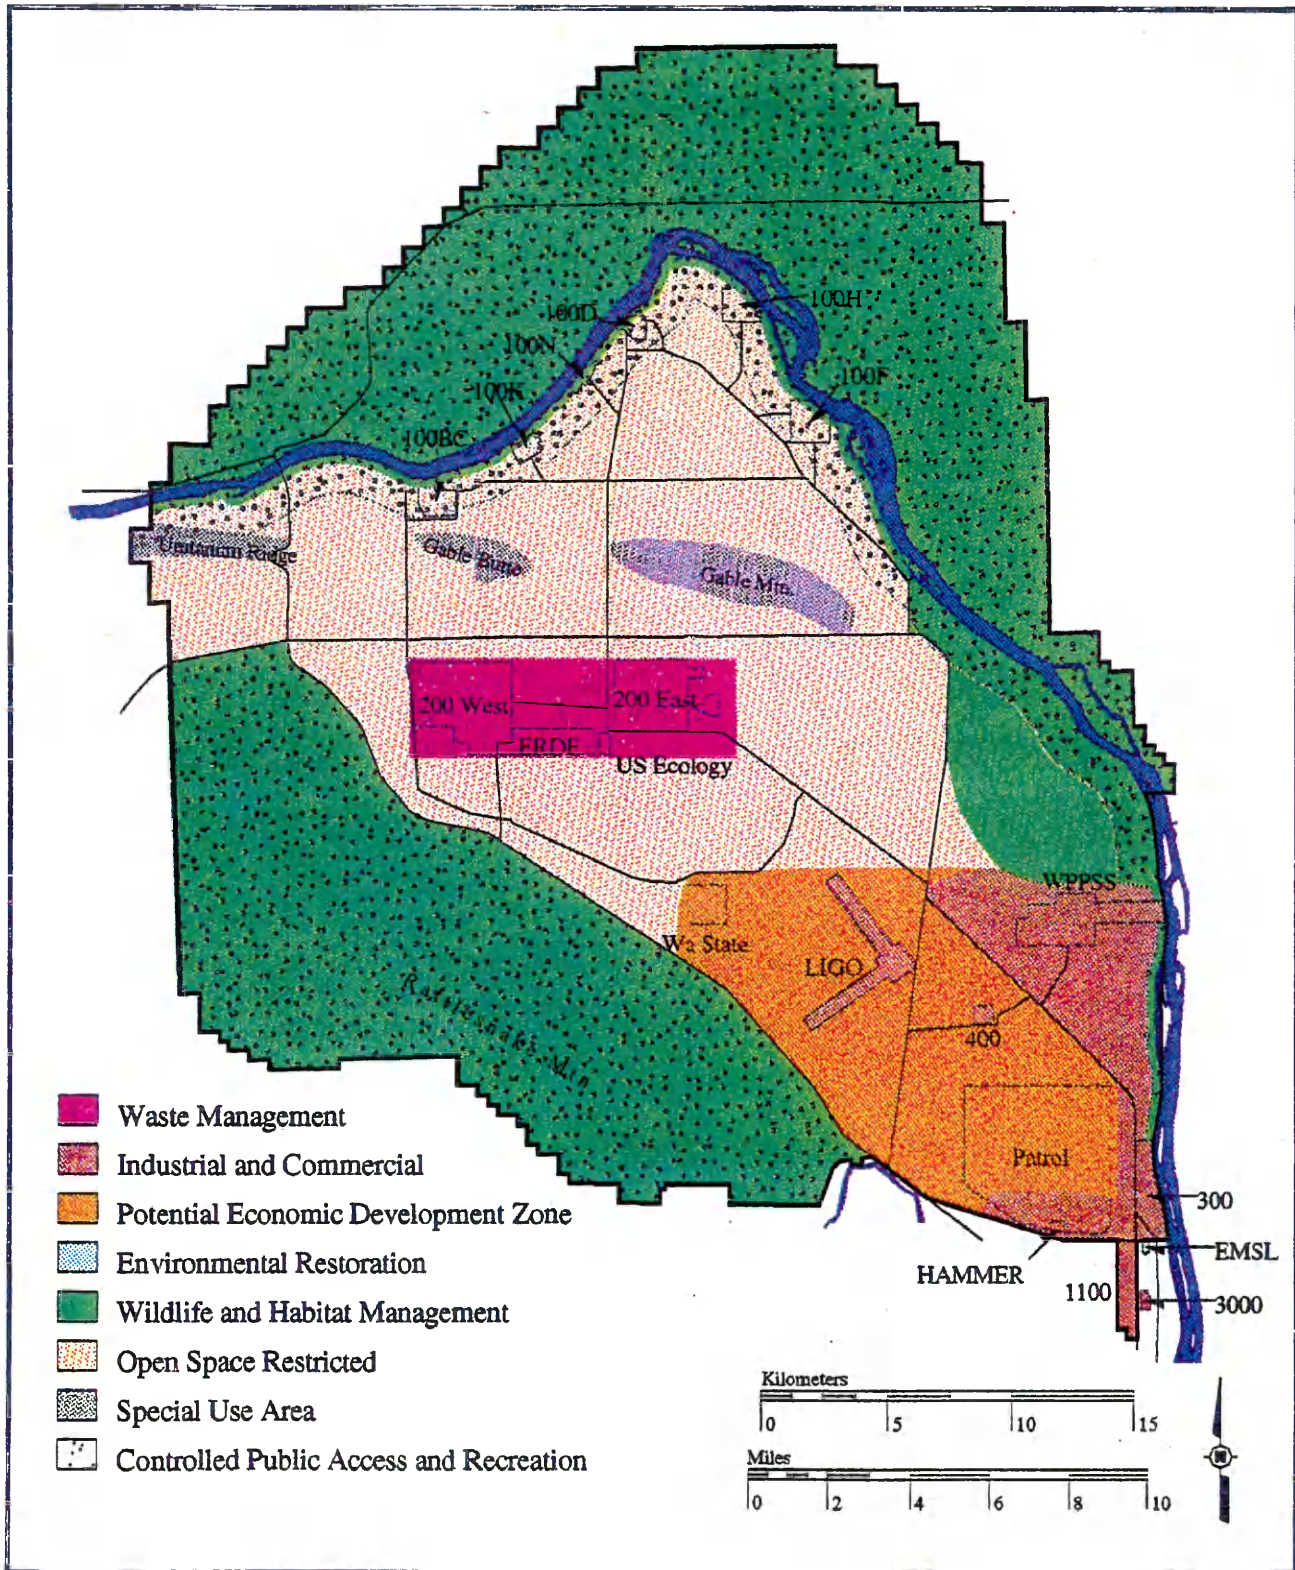 100H
100D
100N
100F
100K
100BC
Umtanum Ridge
Gable Butte
Gable Mtn.
200 West
200 East
ERDF
US Ecology
WPPSS
Wa State
LIGO
Rattlesnake Mtn
400
Patrol
300
EMSL
HAMMER
1100
3000
Waste Management
Industrial and Commercial
Potential Economic Development Zone
Environmental Restoration
Wildlife and Habitat Management
Open Space Restricted
Special Use Area
Controlled Public Access and Recreation
Kilometers
0 5 10 15
Miles
0 2 4 6 8 10
N